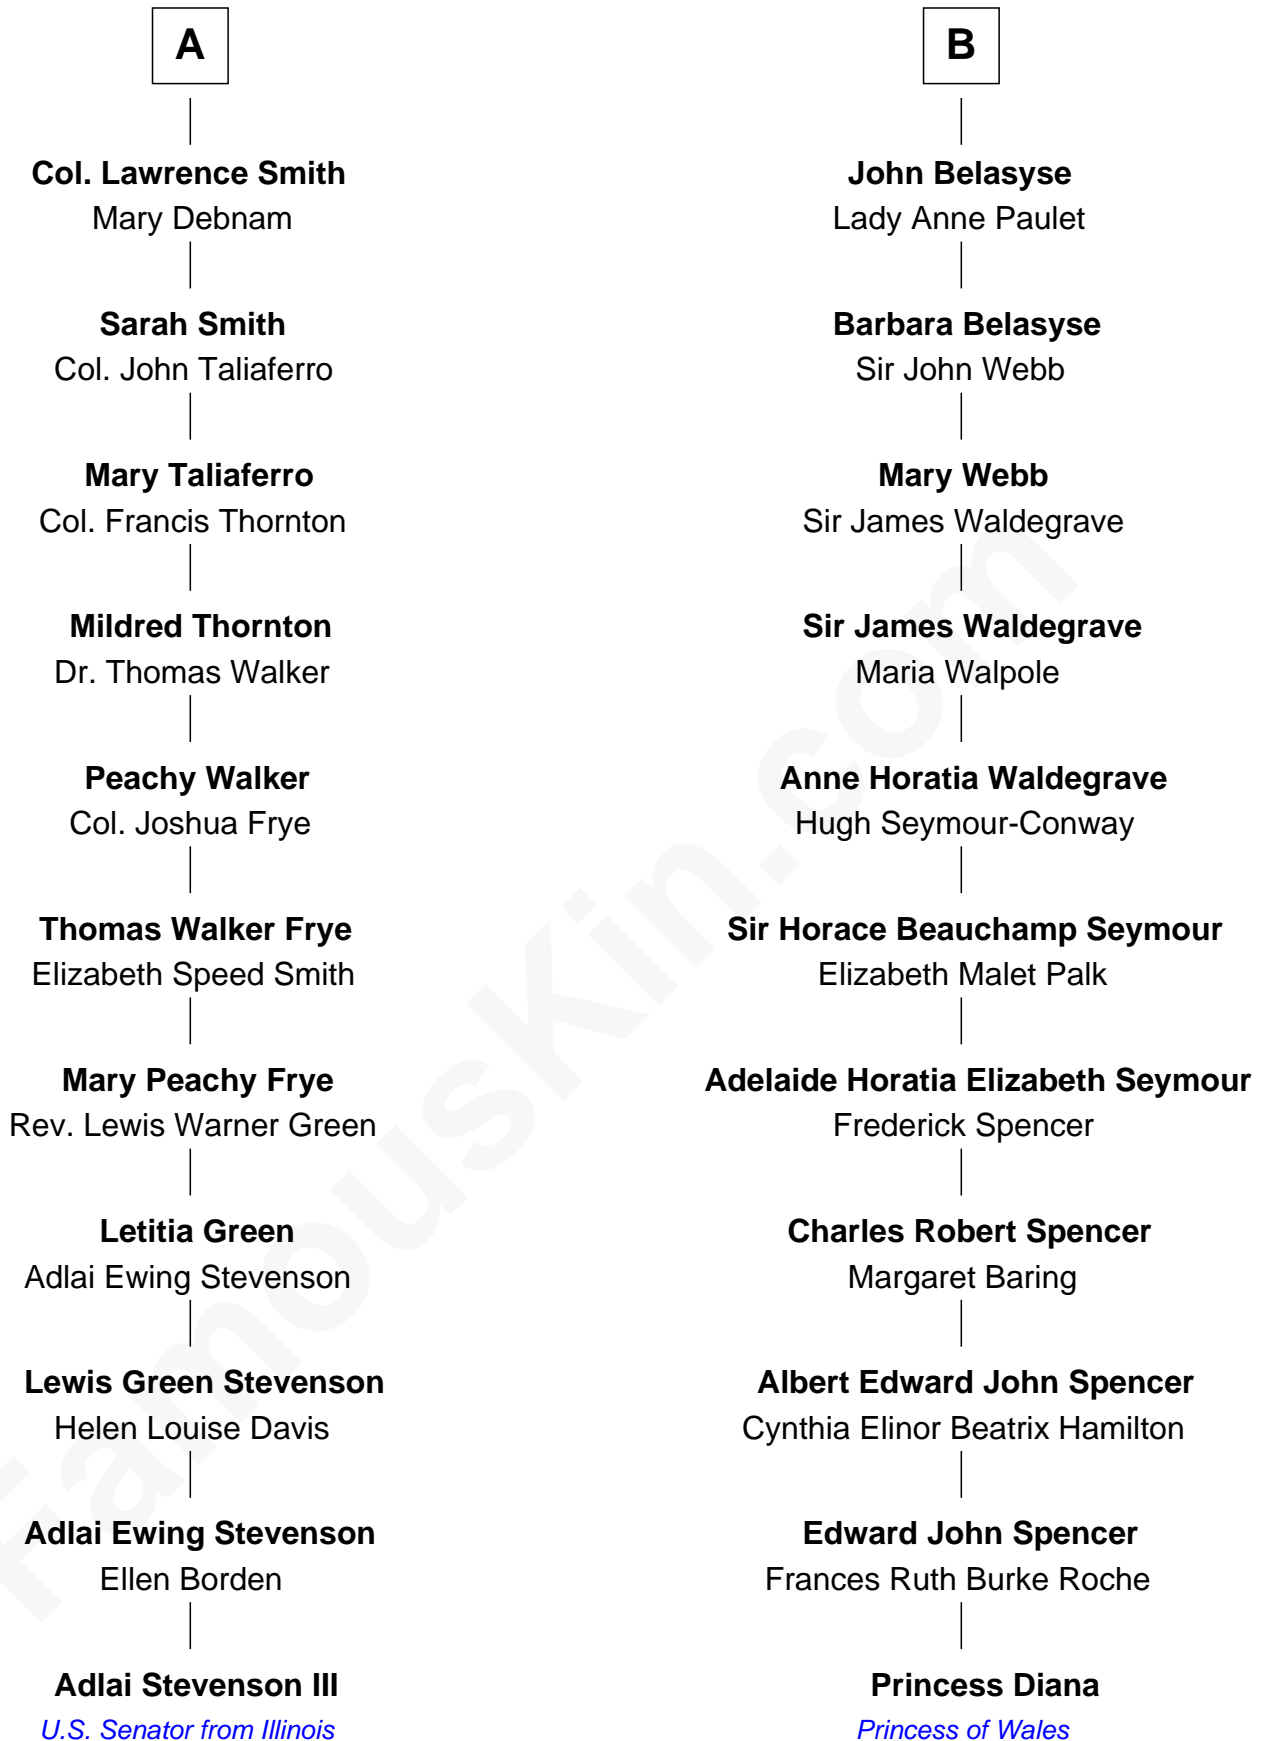 A
Col. Lawrence Smith
Mary Debnam
Sarah Smith
Col. John Taliaferro
Mary Taliaferro
Col. Francis Thornton
Mildred Thornton
Dr. Thomas Walker
Peachy Walker
Col. Joshua Frye
Thomas Walker Frye
Elizabeth Speed Smith
Mary Peachy Frye
Rev. Lewis Warner Green
Letitia Green
Adlai Ewing Stevenson
Lewis Green Stevenson
Helen Louise Davis
Adlai Ewing Stevenson
Ellen Borden
Adlai Stevenson III
U.S. Senator from Illinois
B
John Belasyse
Lady Anne Paulet
Barbara Belasyse
Sir John Webb
Mary Webb
Sir James Waldegrave
Sir James Waldegrave
Maria Walpole
Anne Horatia Waldegrave
Hugh Seymour-Conway
Sir Horace Beauchamp Seymour
Elizabeth Malet Palk
Adelaide Horatia Elizabeth Seymour
Frederick Spencer
Charles Robert Spencer
Margaret Baring
Albert Edward John Spencer
Cynthia Elinor Beatrix Hamilton
Edward John Spencer
Frances Ruth Burke Roche
Princess Diana
Princess of Wales
FamousKin.com